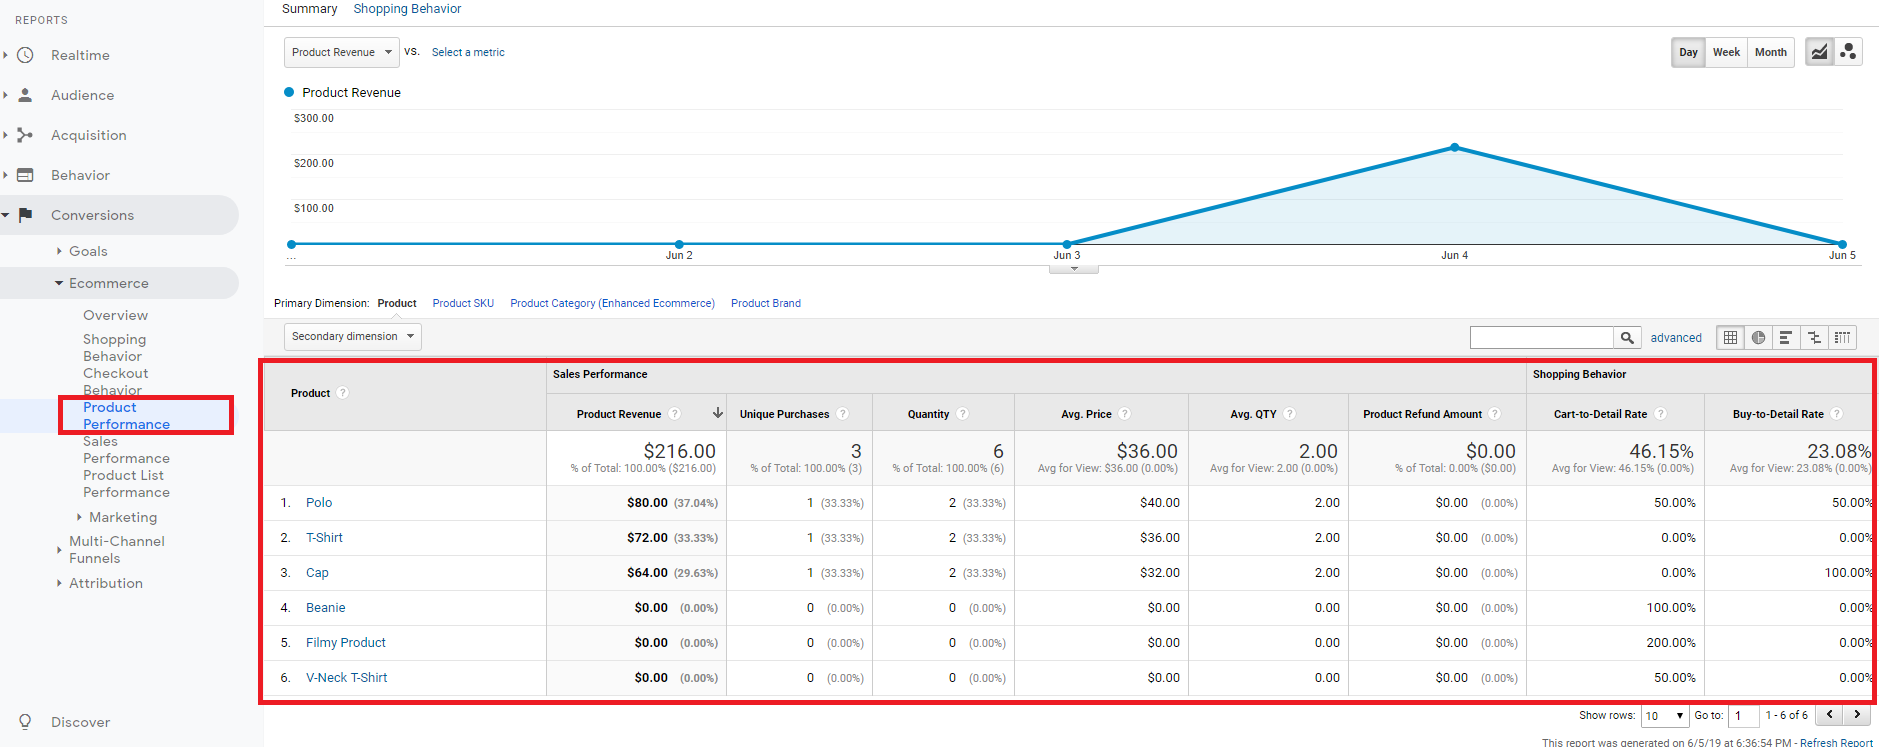 REPORTS
Realtime
Audience
Acquisition
Behavior
Conversions
Goals
Ecommerce
Overview
Shopping
Behavior
Checkout
Behavior
Product
Performance
Sales
Performance
Product List
Performance
Marketing
Multi-Channel
Funnels
Attribution
Discover
Summary Shopping Behavior
Product Revenue VS. Select a metric
Day Week Month
Product Revenue
$300.00
$200.00
$100.00
... Jun 2 Jun 3 Jun 4 Jun 5
Primary Dimension: Product Product SKU Product Category (Enhanced Ecommerce) Product Brand
Secondary dimension advanced
Product ? Sales Performance Shopping Behavior
Product Revenue ? Unique Purchases ? Quantity ? Avg. Price ? Avg. QTY ? Product Refund Amount ? Cart-to-Detail Rate ? Buy-to-Detail Rate ?
$216.00 3 6 $36.00 2.00 $0.00 46.15% 23.08%
% of Total: 100.00% ($216.00) % of Total: 100.00% (3) % of Total: 100.00% (6) Avg for View: $36.00 (0.00%) Avg for View: 2.00 (0.00%) % of Total: 0.00% ($0.00) Avg for View: 46.15% (0.00%) Avg for View: 23.08% (0.00%)
1. Polo $80.00 (37.04%) 1 (33.33%) 2 (33.33%) $40.00 2.00 $0.00 (0.00%) 50.00% 50.00%
2. T-Shirt $72.00 (33.33%) 1 (33.33%) 2 (33.33%) $36.00 2.00 $0.00 (0.00%) 0.00% 0.00%
3. Cap $64.00 (29.63%) 1 (33.33%) 2 (33.33%) $32.00 2.00 $0.00 (0.00%) 0.00% 100.00%
4. Beanie $0.00 (0.00%) 0 (0.00%) 0 (0.00%) $0.00 0.00 $0.00 (0.00%) 100.00% 0.00%
5. Filmy Product $0.00 (0.00%) 0 (0.00%) 0 (0.00%) $0.00 0.00 $0.00 (0.00%) 200.00% 0.00%
6. V-Neck T-Shirt $0.00 (0.00%) 0 (0.00%) 0 (0.00%) $0.00 0.00 $0.00 (0.00%) 50.00% 0.00%
Show rows: 10 Go to: 1 1 - 6 of 6
This report was generated on 6/5/19 at 6:36:54 PM - Refresh Report